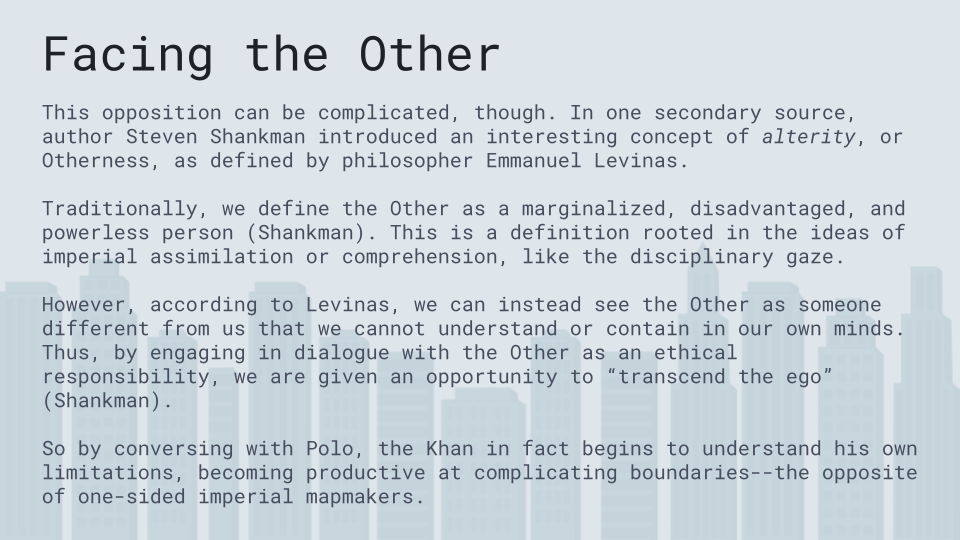 Facing the Other
This opposition can be complicated, though. In one secondary source,
author Steven Shankman introduced an interesting concept of alterity, or
Otherness, as defined by philosopher Emmanuel Levinas.
Traditionally, we define the Other as a marginalized, disadvantaged, and
powerless person (Shankman). This is a definition rooted in the ideas of
imperial assimilation or comprehension, like the disciplinary gaze.
However, according to Levinas, we can instead see the Other as someone
different from us that we cannot understand or contain in our own minds.
Thus, by engaging in dialogue with the Other as an ethical
responsibility, we are given an opportunity to “transcend the ego”
(Shankman).
So by conversing with Polo, the Khan in fact begins to understand his own
limitations, becoming productive at complicating boundaries--the opposite
of one-sided imperial mapmakers.